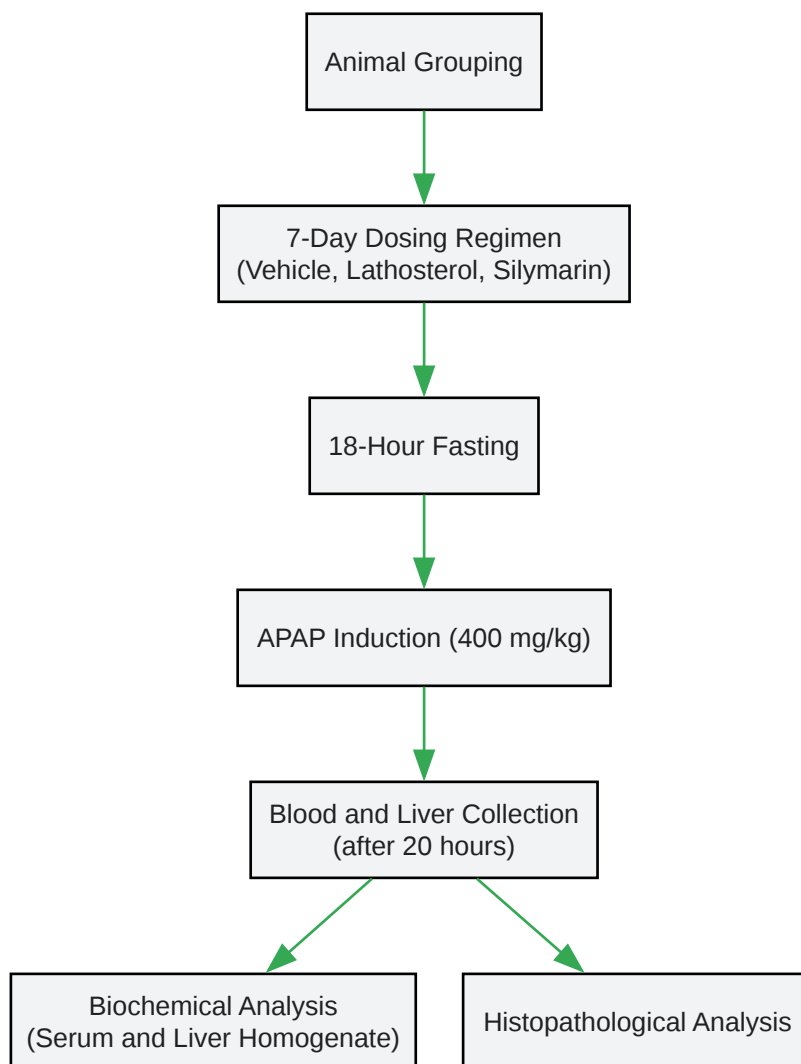 Animal Grouping
7-Day Dosing Regimen
(Vehicle, Lathosterol, Silymarin)
18-Hour Fasting
APAP Induction (400 mg/kg)
Blood and Liver Collection
(after 20 hours)
Biochemical Analysis
(Serum and Liver Homogenate)
Histopathological Analysis